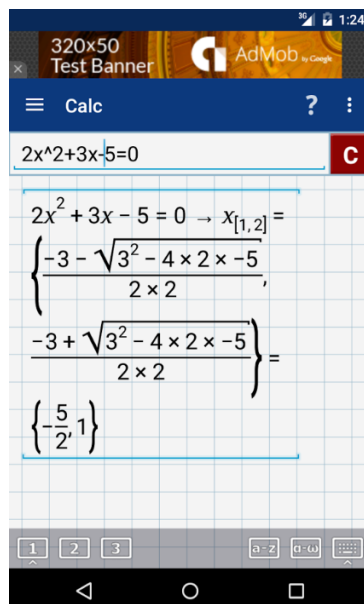 3G 1:24
320×50
Test Banner
AdMob by Google
×
Calc ? ⋮
2x^2+3x-5=0 C
2x² + 3x − 5 = 0 → x[1,2] =
{(−3 − √(3² − 4 × 2 × −5))/(2 × 2),
(−3 + √(3² − 4 × 2 × −5))/(2 × 2)} =
{−5/2, 1}
1 2 3 a-z α-ω